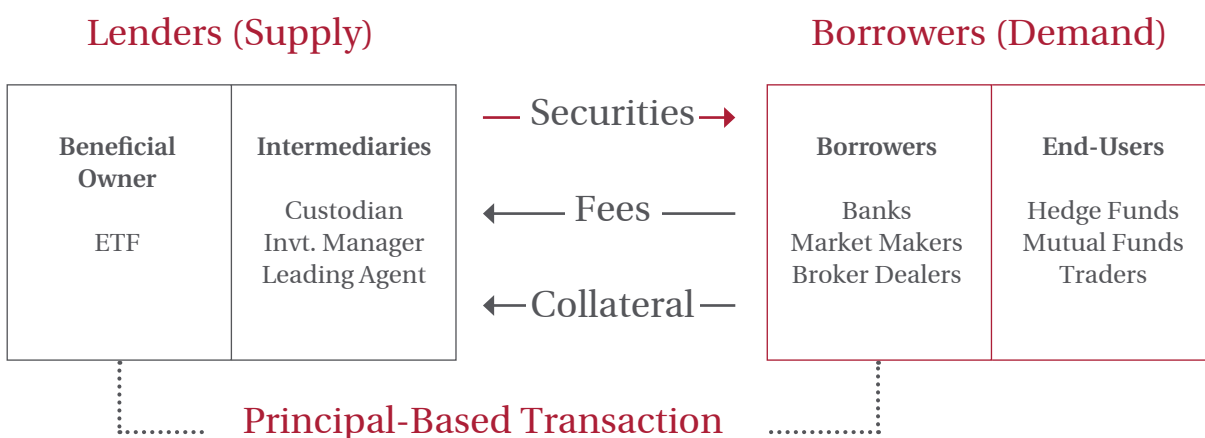 Lenders (Supply)
Borrowers (Demand)
Beneficial
Owner
ETF
Intermediaries
Custodian
Invt. Manager
Leading Agent
Securities
Fees
Collateral
Borrowers
Banks
Market Makers
Broker Dealers
End-Users
Hedge Funds
Mutual Funds
Traders
Principal-Based Transaction